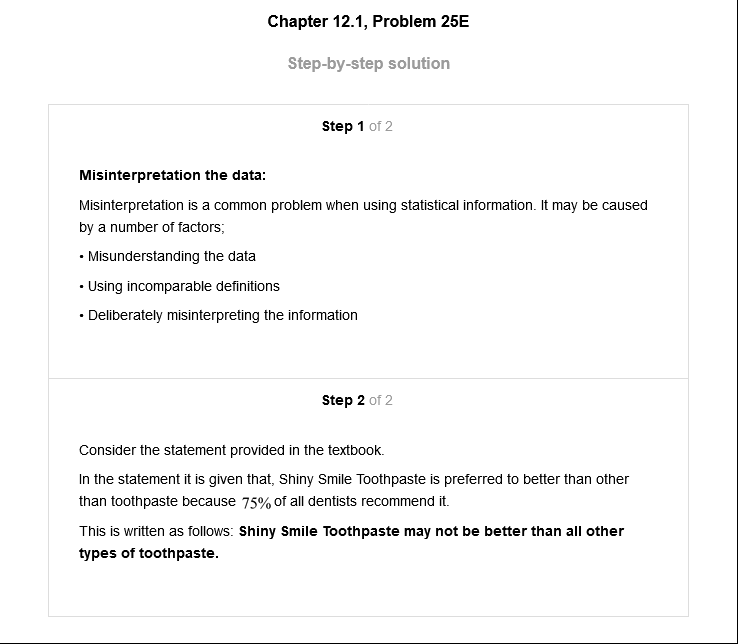 Chapter 12.1, Problem 25E
Step-by-step solution
Step 1 of 2
Misinterpretation the data:
Misinterpretation is a common problem when using statistical information. It may be caused
by a number of factors;
• Misunderstanding the data
• Using incomparable definitions
• Deliberately misinterpreting the information
Step 2 of 2
Consider the statement provided in the textbook.
In the statement it is given that, Shiny Smile Toothpaste is preferred to better than other
than toothpaste because 75% of all dentists recommend it.
This is written as follows: Shiny Smile Toothpaste may not be better than all other
types of toothpaste.